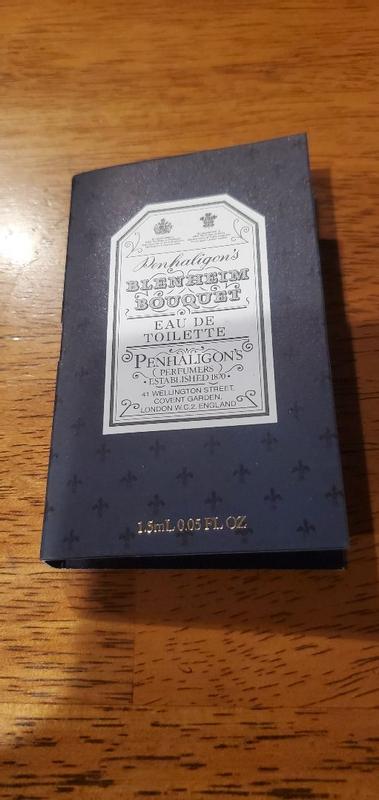 Penhaligon's
BLENHEIM
BOUQUET
EAU DE
TOILETTE
PENHALIGON'S
(PERFUMERS)
• ESTABLISHED 1870 •
41 WELLINGTON STREET,
COVENT GARDEN,
LONDON W.C.2. ENGLAND
1.5mL 0.05 FL OZ